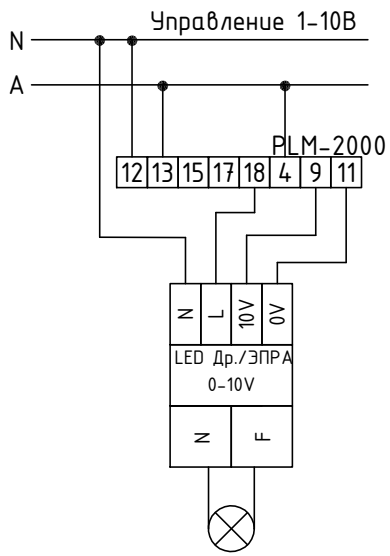 Управление 1-10В
N
A
PLM-2000
12 13 15 17 18 4 9 11
N L 10V 0V
LED Др./ЭПРА
0-10V
N F